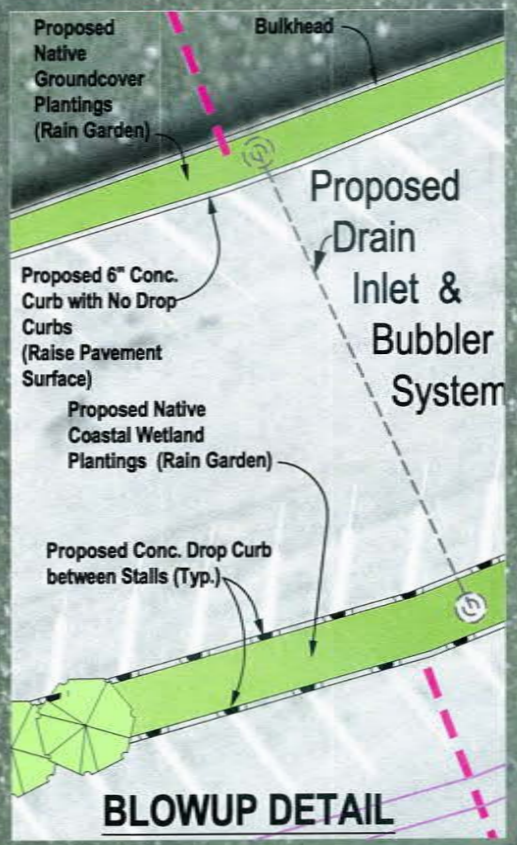 Proposed
Native
Groundcover
Plantings
(Rain Garden)
Bulkhead
Proposed
Drain
Inlet &
Bubbler
System
Proposed 6" Conc.
Curb with No Drop
Curbs
(Raise Pavement
Surface)
Proposed Native
Coastal Wetland
Plantings (Rain Garden)
Proposed Conc. Drop Curb
between Stalls (Typ.)
BLOWUP DETAIL